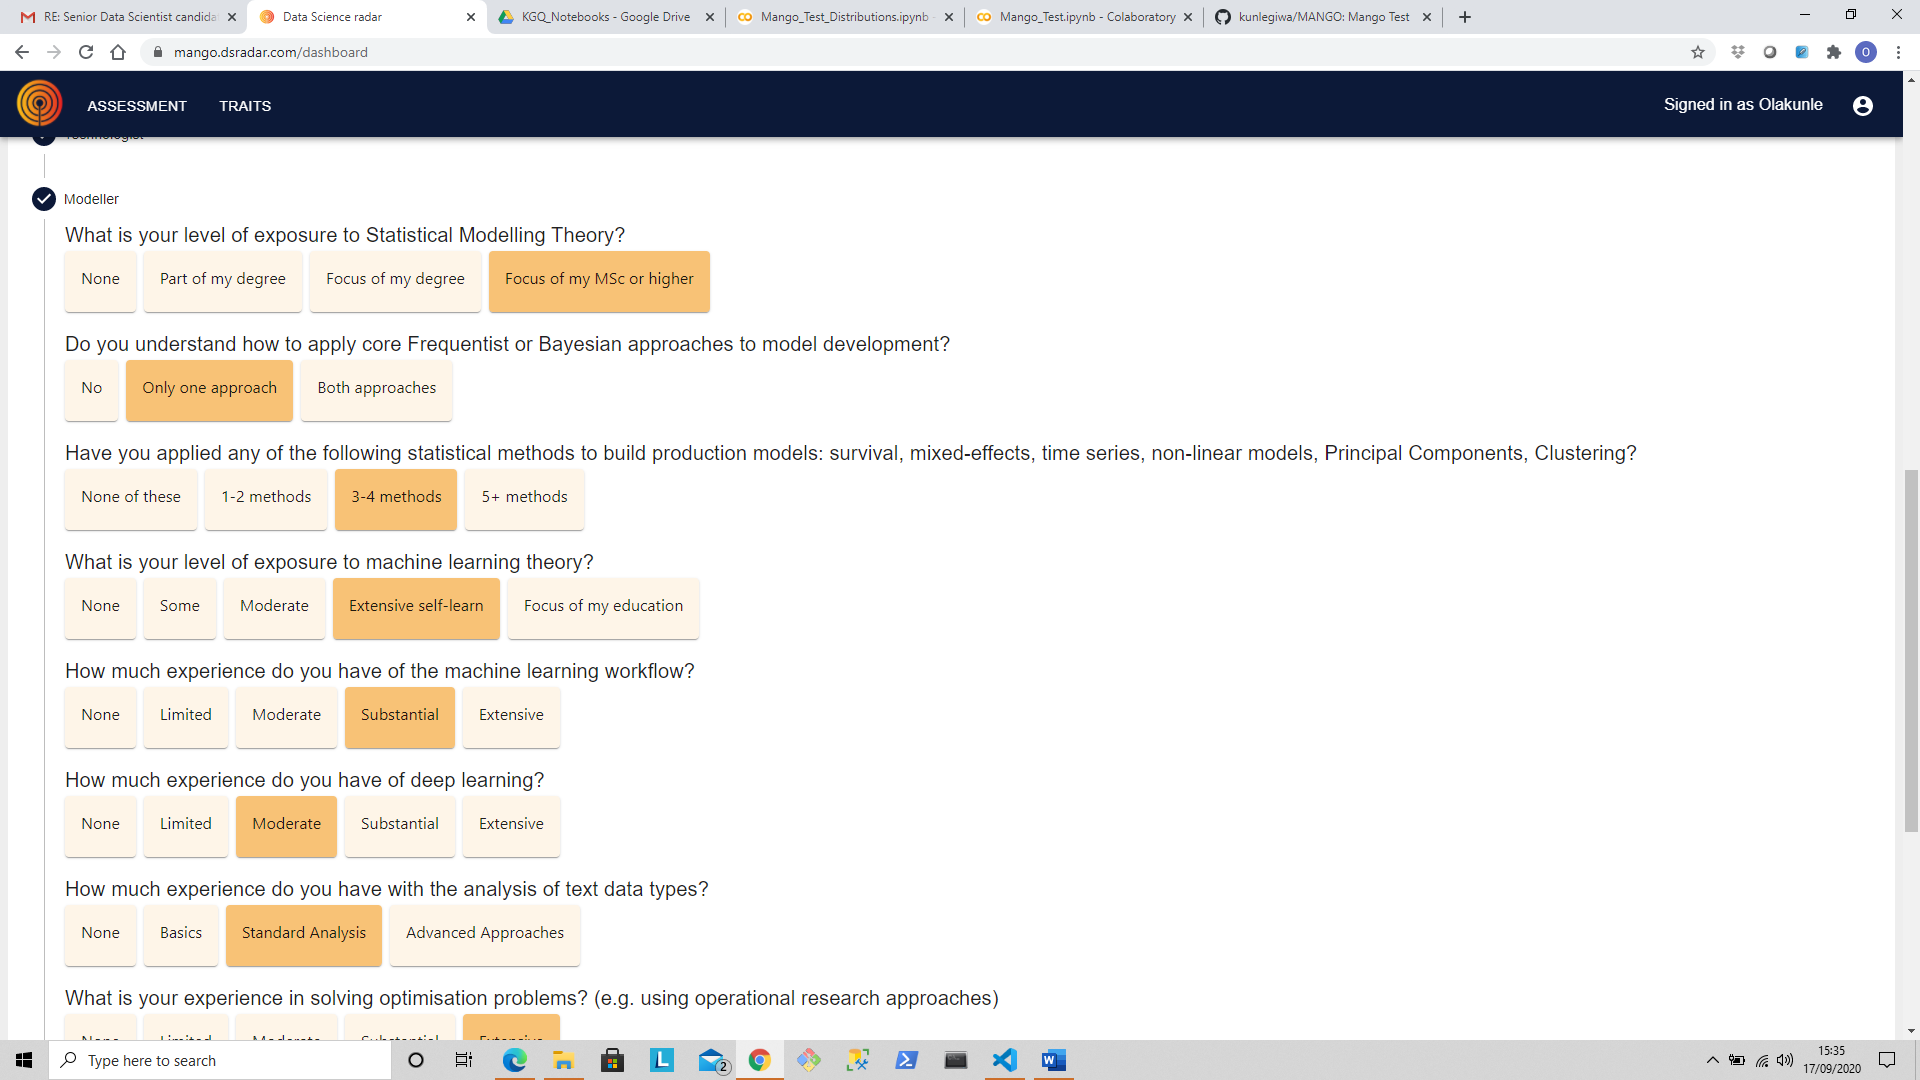 RE: Senior Data Scientist candida
Data Science radar
KGQ_Notebooks - Google Drive
Mango_Test_Distributions.ipynb
Mango_Test.ipynb - Colaboratory
kunlegiwa/MANGO: Mango Test
mango.dsradar.com/dashboard
O
ASSESSMENT
TRAITS
Signed in as Olakunle
Technologist
Modeller
What is your level of exposure to Statistical Modelling Theory?
None Part of my degree Focus of my degree Focus of my MSc or higher
Do you understand how to apply core Frequentist or Bayesian approaches to model development?
No Only one approach Both approaches
Have you applied any of the following statistical methods to build production models: survival, mixed-effects, time series, non-linear models, Principal Components, Clustering?
None of these 1-2 methods 3-4 methods 5+ methods
What is your level of exposure to machine learning theory?
None Some Moderate Extensive self-learn Focus of my education
How much experience do you have of the machine learning workflow?
None Limited Moderate Substantial Extensive
How much experience do you have of deep learning?
None Limited Moderate Substantial Extensive
How much experience do you have with the analysis of text data types?
None Basics Standard Analysis Advanced Approaches
What is your experience in solving optimisation problems? (e.g. using operational research approaches)
None Limited Moderate Substantial Extensive
Type here to search
L
2
15:35
17/09/2020